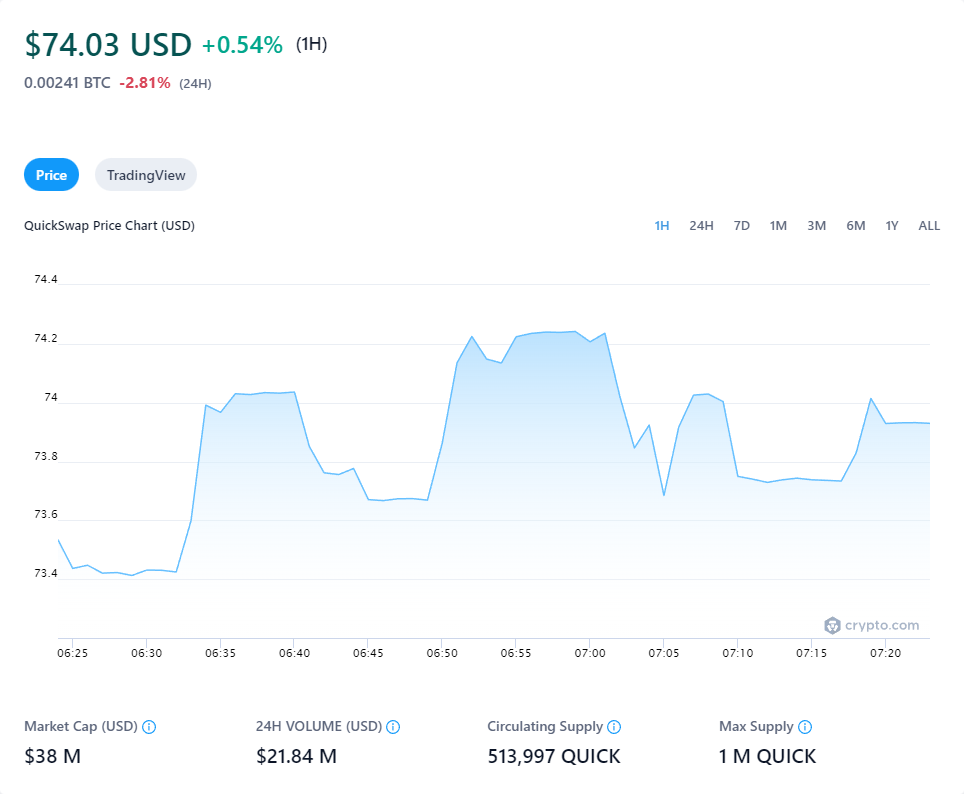 $74.03 USD +0.54% (1H)
0.00241 BTC -2.81% (24H)
Price TradingView
QuickSwap Price Chart (USD) 1H 24H 7D 1M 3M 6M 1Y ALL
74.4
74.2
74
73.8
73.6
73.4
crypto.com
06:25 06:30 06:35 06:40 06:45 06:50 06:55 07:00 07:05 07:10 07:15 07:20
Market Cap (USD) 24H VOLUME (USD) Circulating Supply Max Supply
$38 M $21.84 M 513,997 QUICK 1 M QUICK